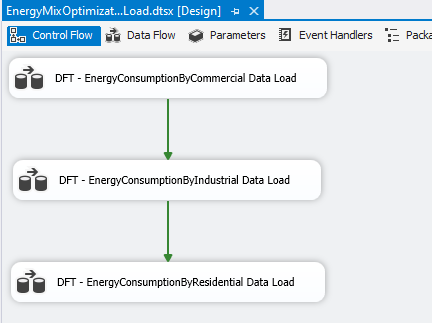 EnergyMixOptimizat...Load.dtsx [Design]
Control Flow Data Flow Parameters Event Handlers
DFT - EnergyConsumptionByCommercial Data Load
DFT - EnergyConsumptionByIndustrial Data Load
DFT - EnergyConsumptionByResidential Data Load